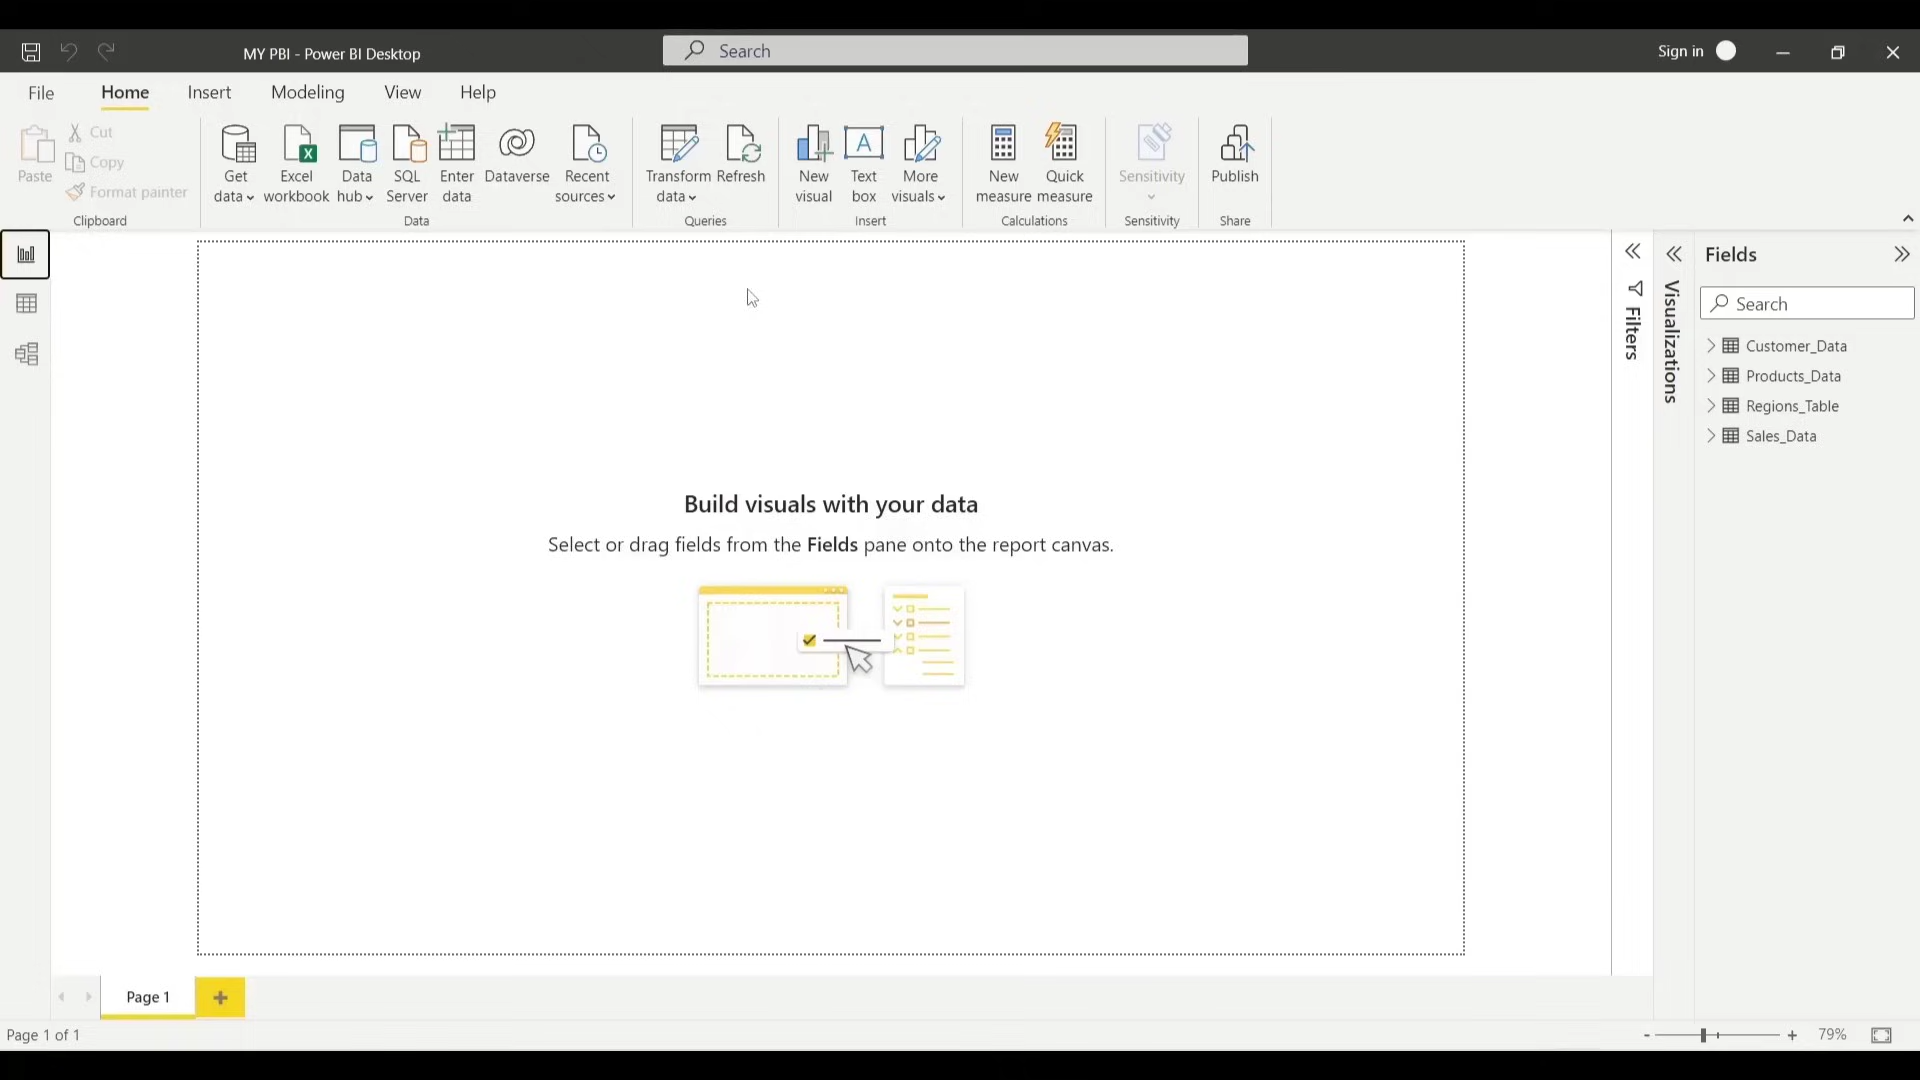 MY PBI - Power BI Desktop
Search
Sign in
File
Home
Insert
Modeling
View
Help
Paste
Cut
Copy
Format painter
Clipboard
Get data
Excel workbook
Data hub
SQL Server
Enter data
Dataverse
Recent sources
Data
Transform data
Refresh
Queries
New visual
Text box
More visuals
Insert
New measure
Quick measure
Calculations
Sensitivity
Sensitivity
Publish
Share
Build visuals with your data
Select or drag fields from the Fields pane onto the report canvas.
Filters
Visualizations
Fields
Search
Customer_Data
Products_Data
Regions_Table
Sales_Data
Page 1
Page 1 of 1
79%